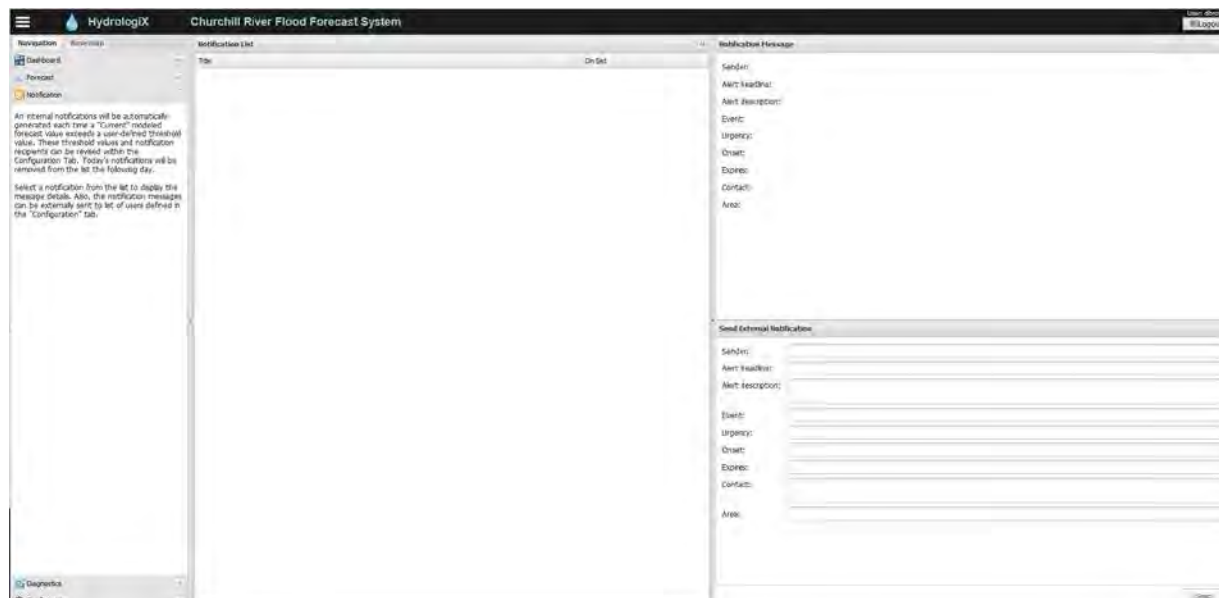 HydrologiX Churchill River Flood Forecast System
Logout
Navigation
Dashboard
Forecast
Notification
An internal notifications will be automatically
generated each time a "Current" modeled
forecast value exceeds a user-defined threshold
value. These threshold values and notification
recipients can be revised within the
Configuration Tab. Today's notifications will be
removed from the list the following day.
Select a notification from the list to display the
message details. Also, the notification messages
can be externally sent to list of users defined in
the "Configuration" tab.
Diagnostics
Notification List
Title
Notification Message
Sender:
Alert headline:
Alert description:
Event:
Urgency:
Onset:
Expires:
Contact:
Area:
Send External Notification
Sender:
Alert headline:
Alert description:
Event:
Urgency:
Onset:
Expires:
Contact:
Area: